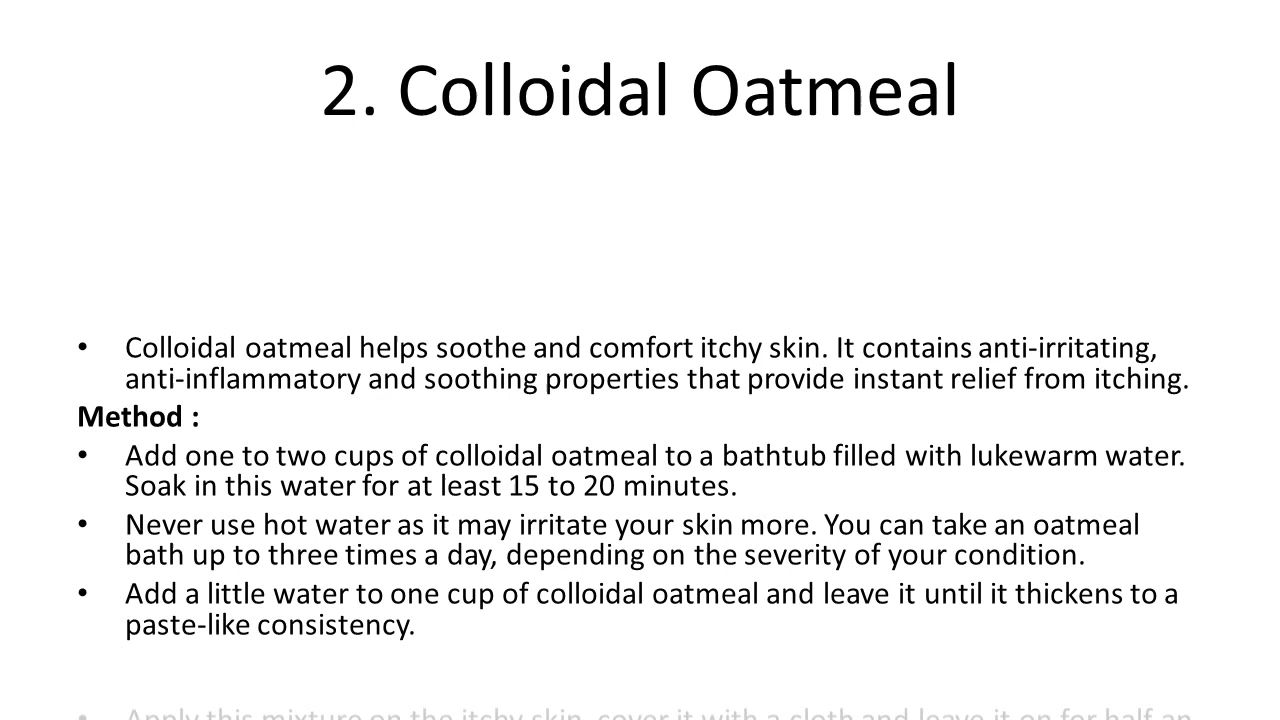 2. Colloidal Oatmeal
• Colloidal oatmeal helps soothe and comfort itchy skin. It contains anti-irritating,
anti-inflammatory and soothing properties that provide instant relief from itching.
Method :
• Add one to two cups of colloidal oatmeal to a bathtub filled with lukewarm water.
Soak in this water for at least 15 to 20 minutes.
• Never use hot water as it may irritate your skin more. You can take an oatmeal
bath up to three times a day, depending on the severity of your condition.
• Add a little water to one cup of colloidal oatmeal and leave it until it thickens to a
paste-like consistency.
• Apply this mixture on the itchy skin, cover it with a cloth and leave it on for half an